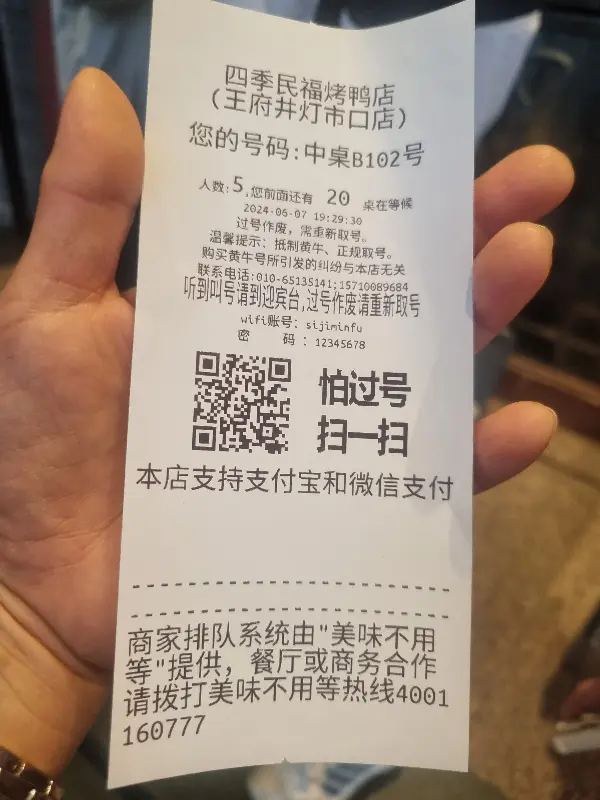 四季民福烤鸭店
(王府井灯市口店)
您的号码:中桌B102号
人数:5,您前面还有 20 桌在等候
2024-06-07 19:29:30
过号作废，需重新取号。
温馨提示：抵制黄牛、正规取号。
购买黄牛号所引发的纠纷与本店无关
联系电话:010-65135141;15710089684
听到叫号请到迎宾台,过号作废请重新取号
wifi账号: sijiminfu
密 码 : 12345678
怕过号
扫一扫
本店支持支付宝和微信支付
商家排队系统由"美味不用
等"提供，餐厅或商务合作
请拨打美味不用等热线4001
160777